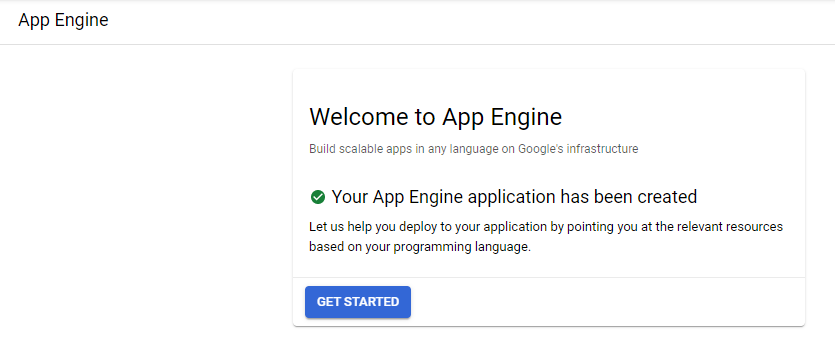 App Engine
Welcome to App Engine
Build scalable apps in any language on Google's infrastructure
Your App Engine application has been created
Let us help you deploy to your application by pointing you at the relevant resources
based on your programming language.
GET STARTED